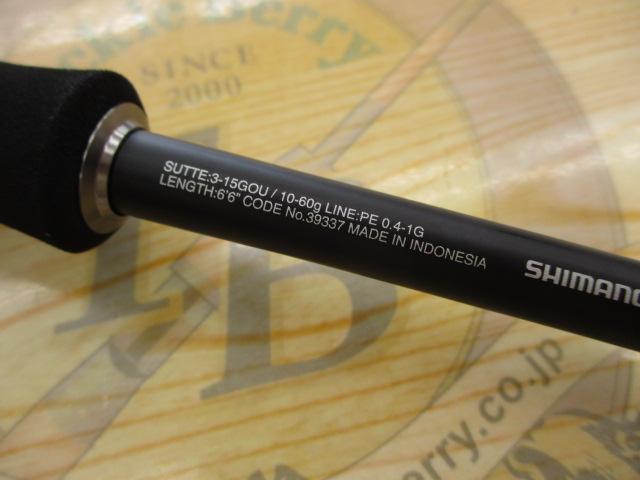 Berry
SINCE
2000
SUTTE:3-15GOU / 10-60g LINE:PE 0.4-1G
LENGTH:6'6" CODE No.39337 MADE IN INDONESIA
SHIMANO
B
rry.co.jp